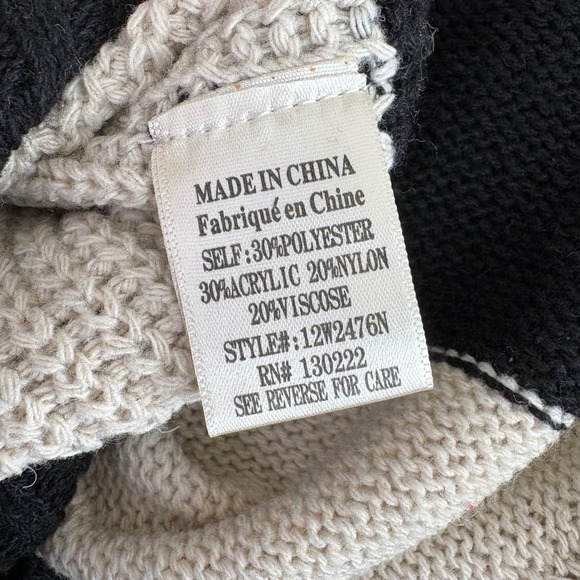 MADE IN CHINA
Fabriqué en Chine
SELF:30%POLYESTER
30%ACRYLIC 20%NYLON
20%VISCOSE
STYLE#:12W2476N
RN# 130222
SEE REVERSE FOR CARE